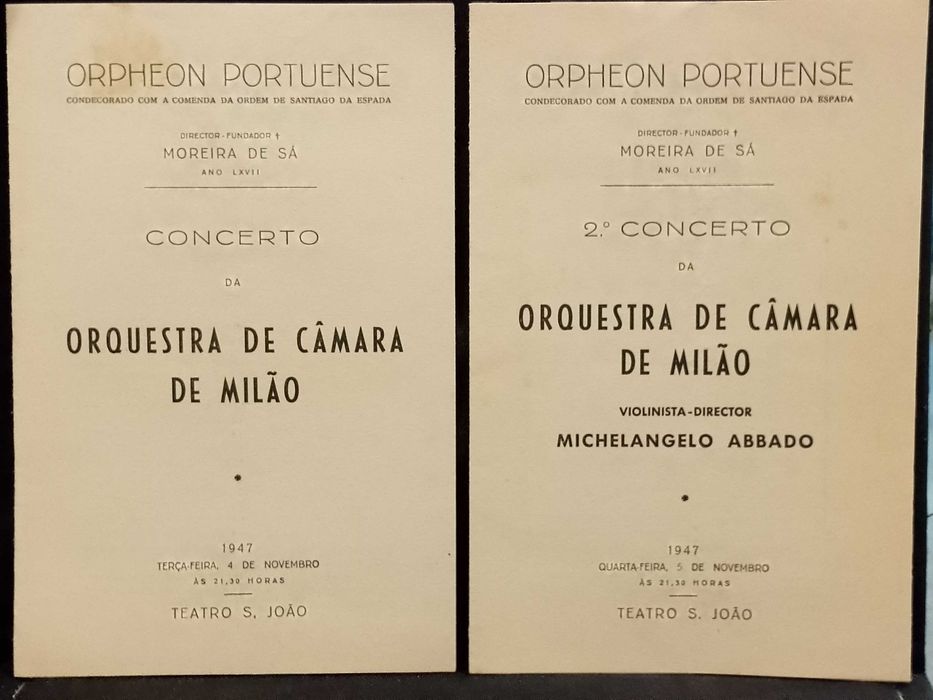 ORPHEON PORTUENSE
CONDECORADO COM A COMENDA DA ORDEM DE SANTIAGO DA ESPADA
DIRECTOR-FUNDADOR †
MOREIRA DE SÁ
ANO LXVII
CONCERTO
DA
ORQUESTRA DE CÂMARA
DE MILÃO
1947
TERÇA-FEIRA, 4 DE NOVEMBRO
ÀS 21,30 HORAS
TEATRO S. JOÃO
ORPHEON PORTUENSE
CONDECORADO COM A COMENDA DA ORDEM DE SANTIAGO DA ESPADA
DIRECTOR-FUNDADOR †
MOREIRA DE SÁ
ANO LXVII
2.º CONCERTO
DA
ORQUESTRA DE CÂMARA
DE MILÃO
VIOLINISTA-DIRECTOR
MICHELANGELO ABBADO
1947
QUARTA-FEIRA, 5 DE NOVEMBRO
ÀS 21,30 HORAS
TEATRO S. JOÃO